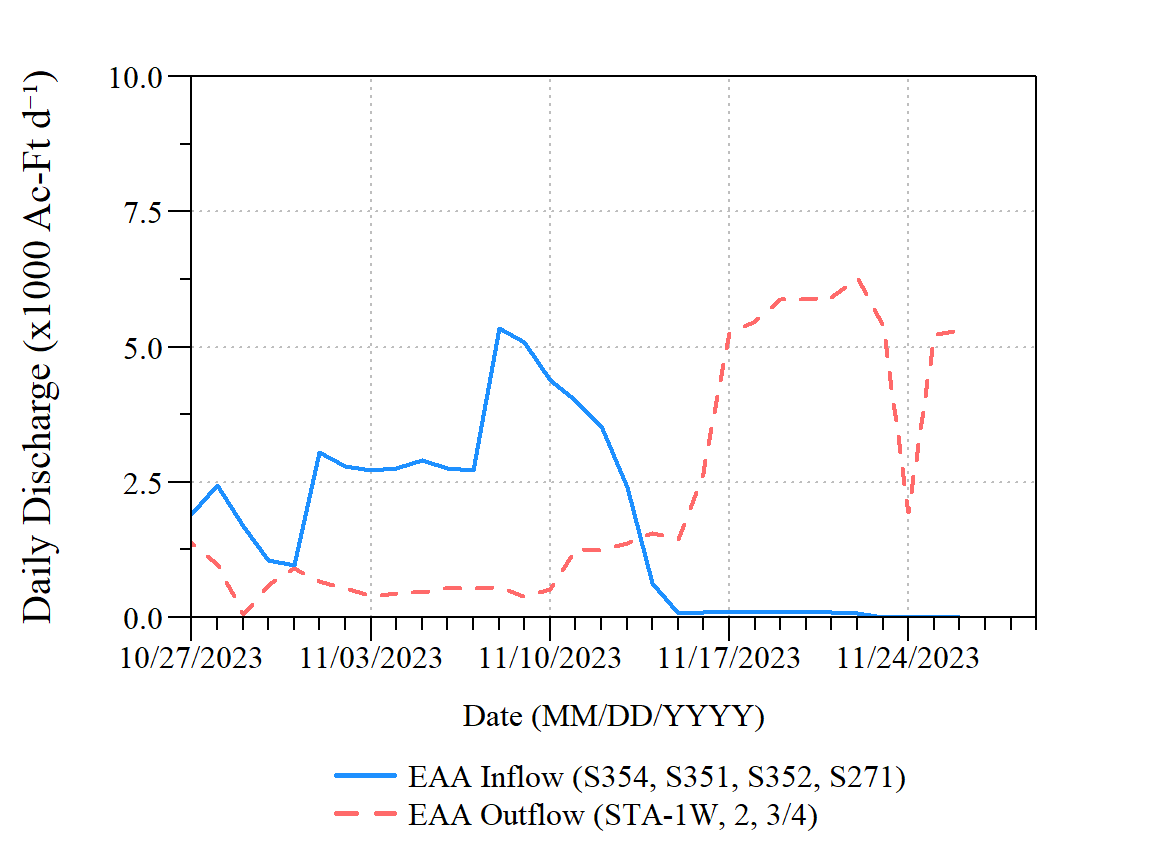 Daily Discharge (x1000 Ac-Ft d⁻¹)
10.0
7.5
5.0
2.5
0.0
10/27/2023 11/03/2023 11/10/2023 11/17/2023 11/24/2023
Date (MM/DD/YYYY)
EAA Inflow (S354, S351, S352, S271)
EAA Outflow (STA-1W, 2, 3/4)